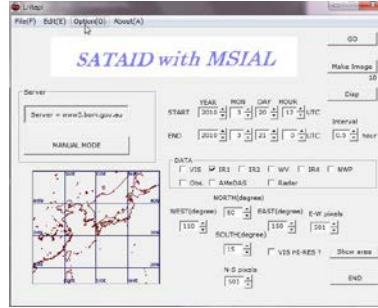 File(F) Edit(E) Option(O) About(A)
SATAID with MSIAL
GO
Make Image
10
Disp
Server
Server = www3.bom.gov.au
MANUAL MODE
YEAR MON DAY HOUR
START 2010 3 20 12 UTC
END 2010 3 21 0 UTC
Interval
0.5 hour
DATA
VIS IR1 IR2 WV IR4 NWP
Obs. AMeDAS Radar
NORTH(degree)
WEST(degree) 60 EAST(degree) E-W pixels
110 150 501
SOUTH(degree)
15 VIS HI-RES ? Show area
N-S pixels
501
END